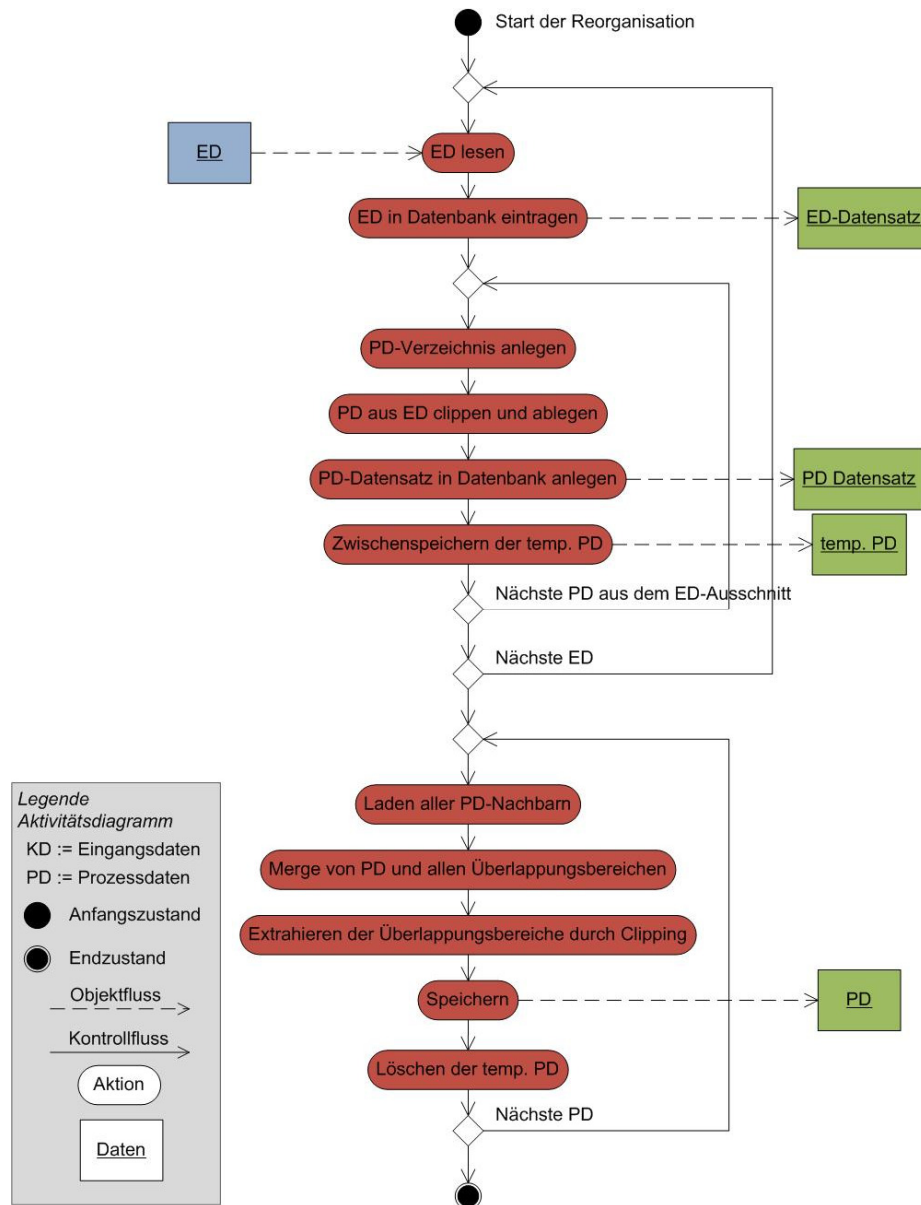 Start der Reorganisation
ED
ED lesen
ED in Datenbank eintragen
ED-Datensatz
PD-Verzeichnis anlegen
PD aus ED clippen und ablegen
PD-Datensatz in Datenbank anlegen
PD Datensatz
Zwischenspeichern der temp. PD
temp. PD
Nächste PD aus dem ED-Ausschnitt
Nächste ED
Laden aller PD-Nachbarn
Merge von PD und allen Überlappungsbereichen
Extrahieren der Überlappungsbereiche durch Clipping
Speichern
PD
Löschen der temp. PD
Nächste PD
Legende
Aktivitätsdiagramm
KD := Eingangsdaten
PD := Prozessdaten
Anfangszustand
Endzustand
Objektfluss
Kontrollfluss
Aktion
Daten